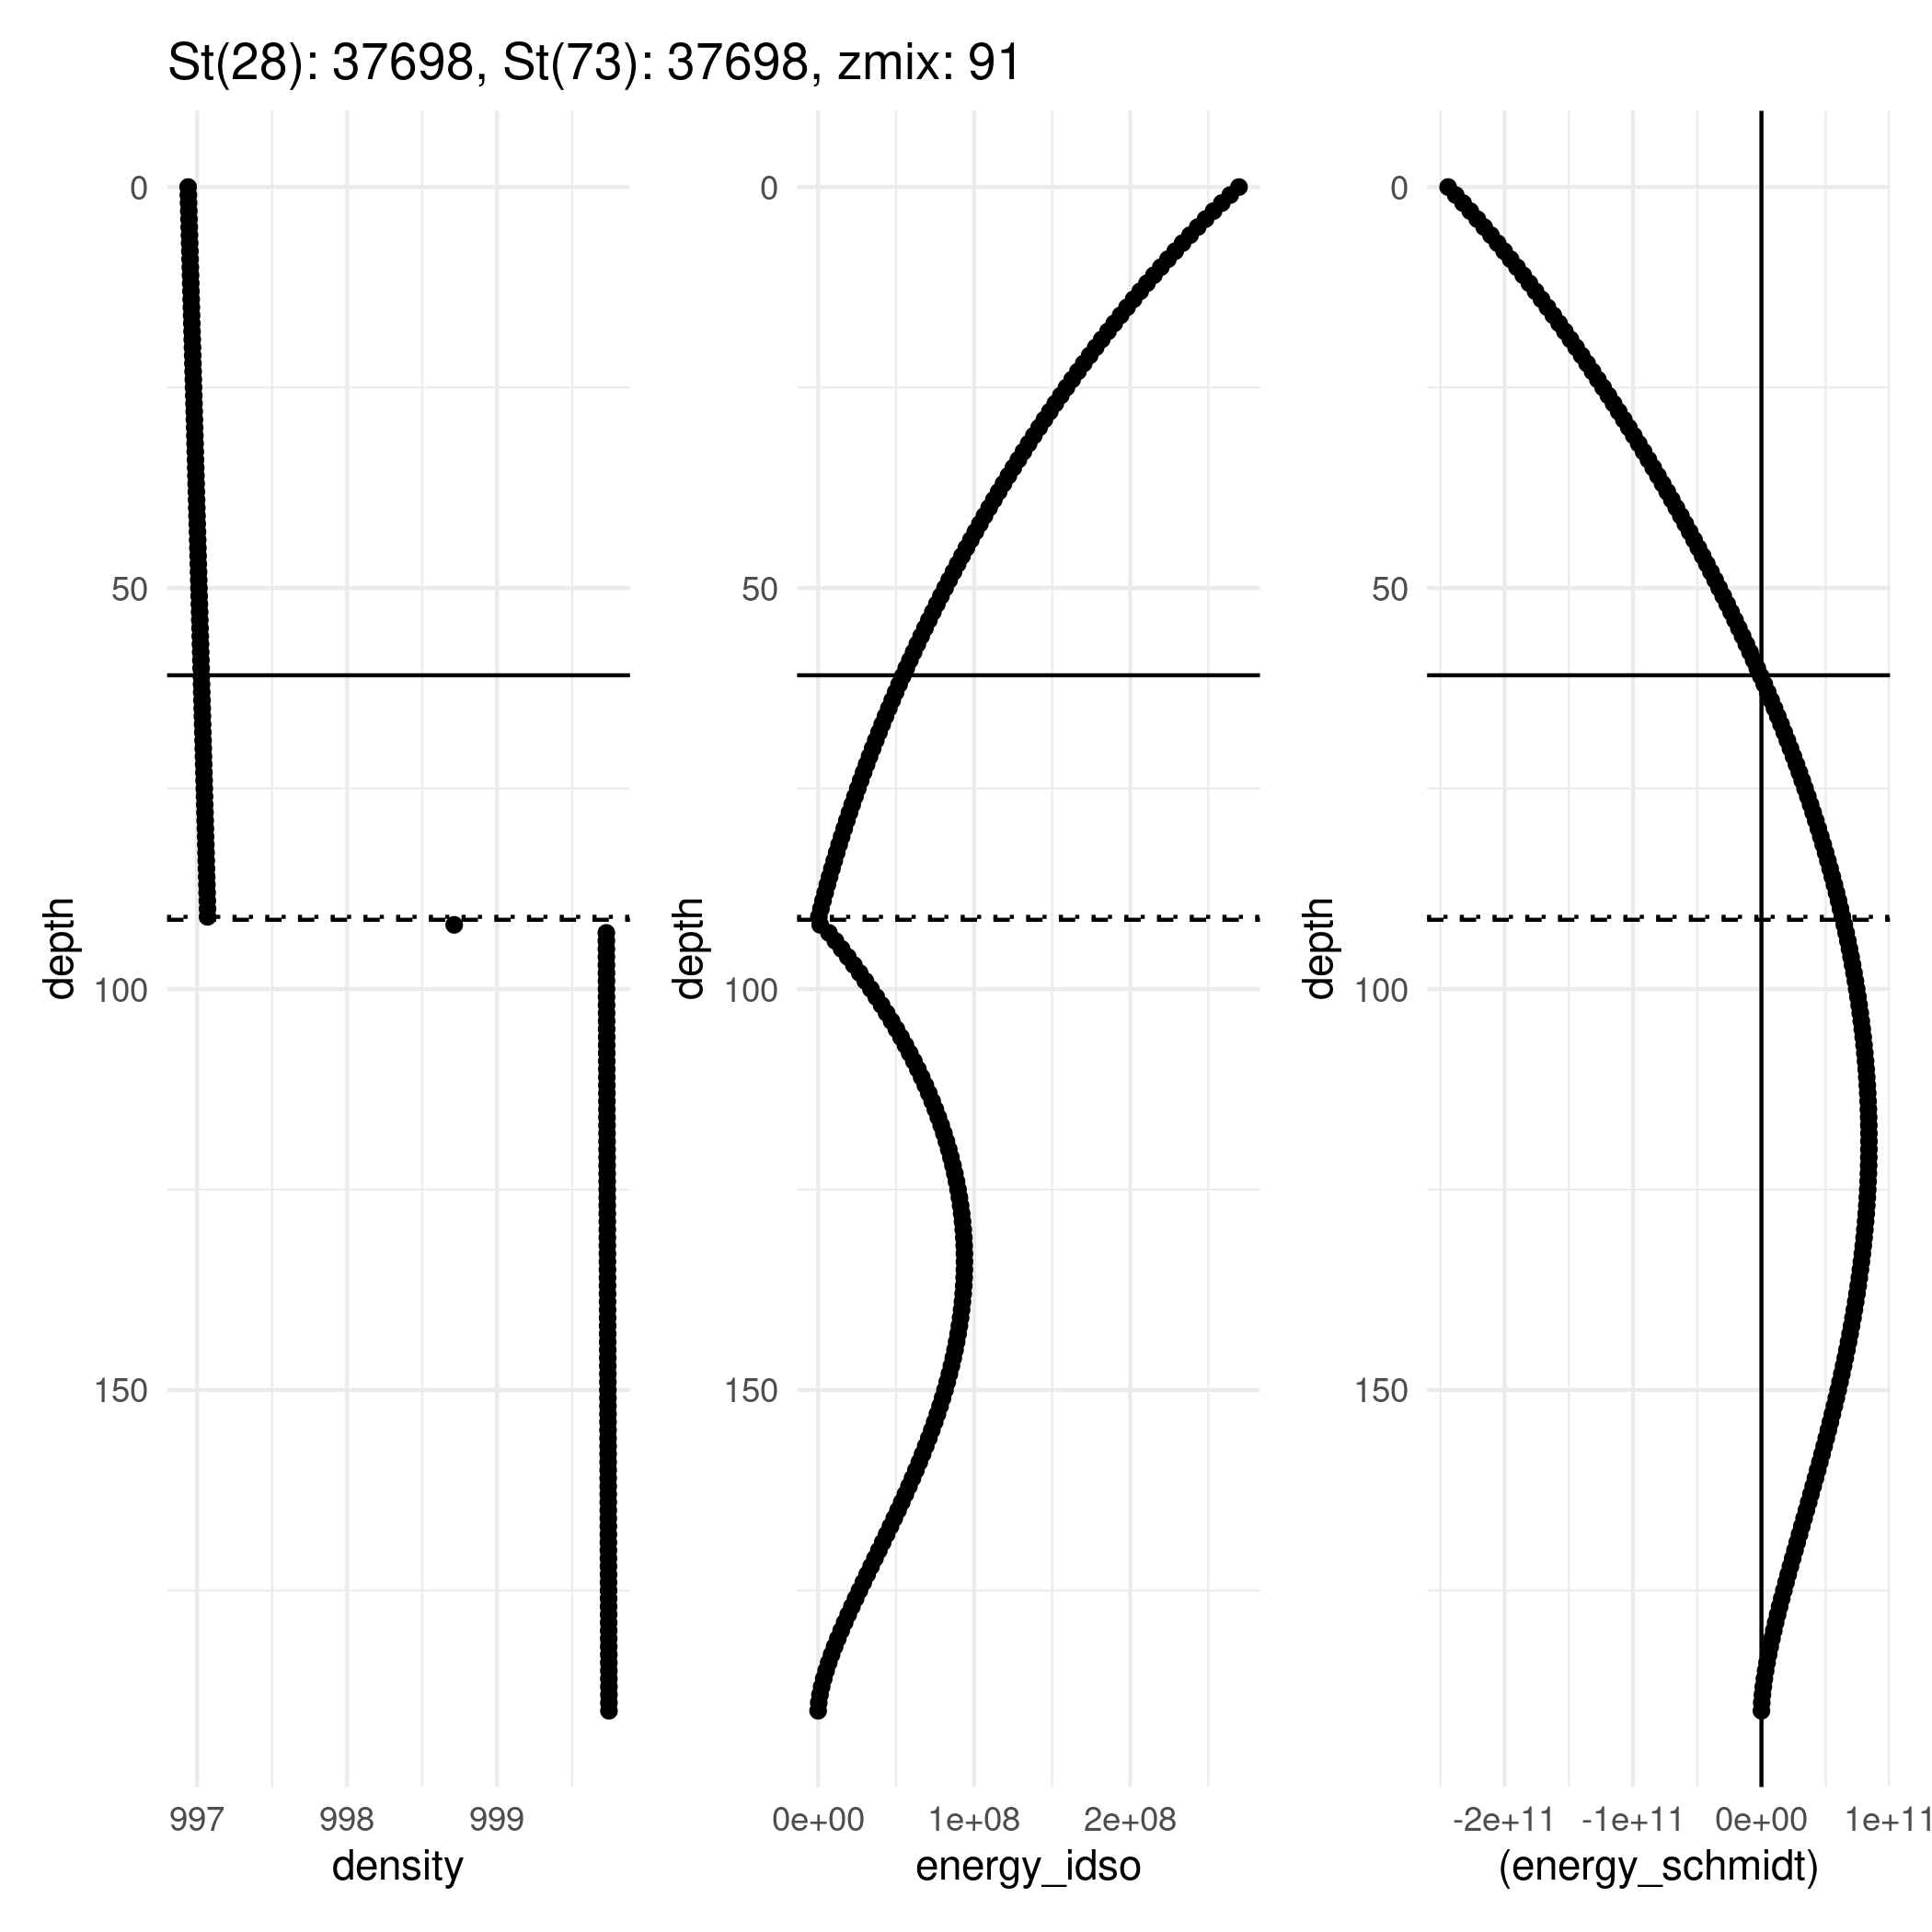 St(28): 37698, St(73): 37698, zmix: 91
0
50
100
150
depth
997 998 999
density
0
50
100
150
depth
0e+00 1e+08 2e+08
energy_idso
0
50
100
150
depth
-2e+11 -1e+11 0e+00 1e+11
(energy_schmidt)